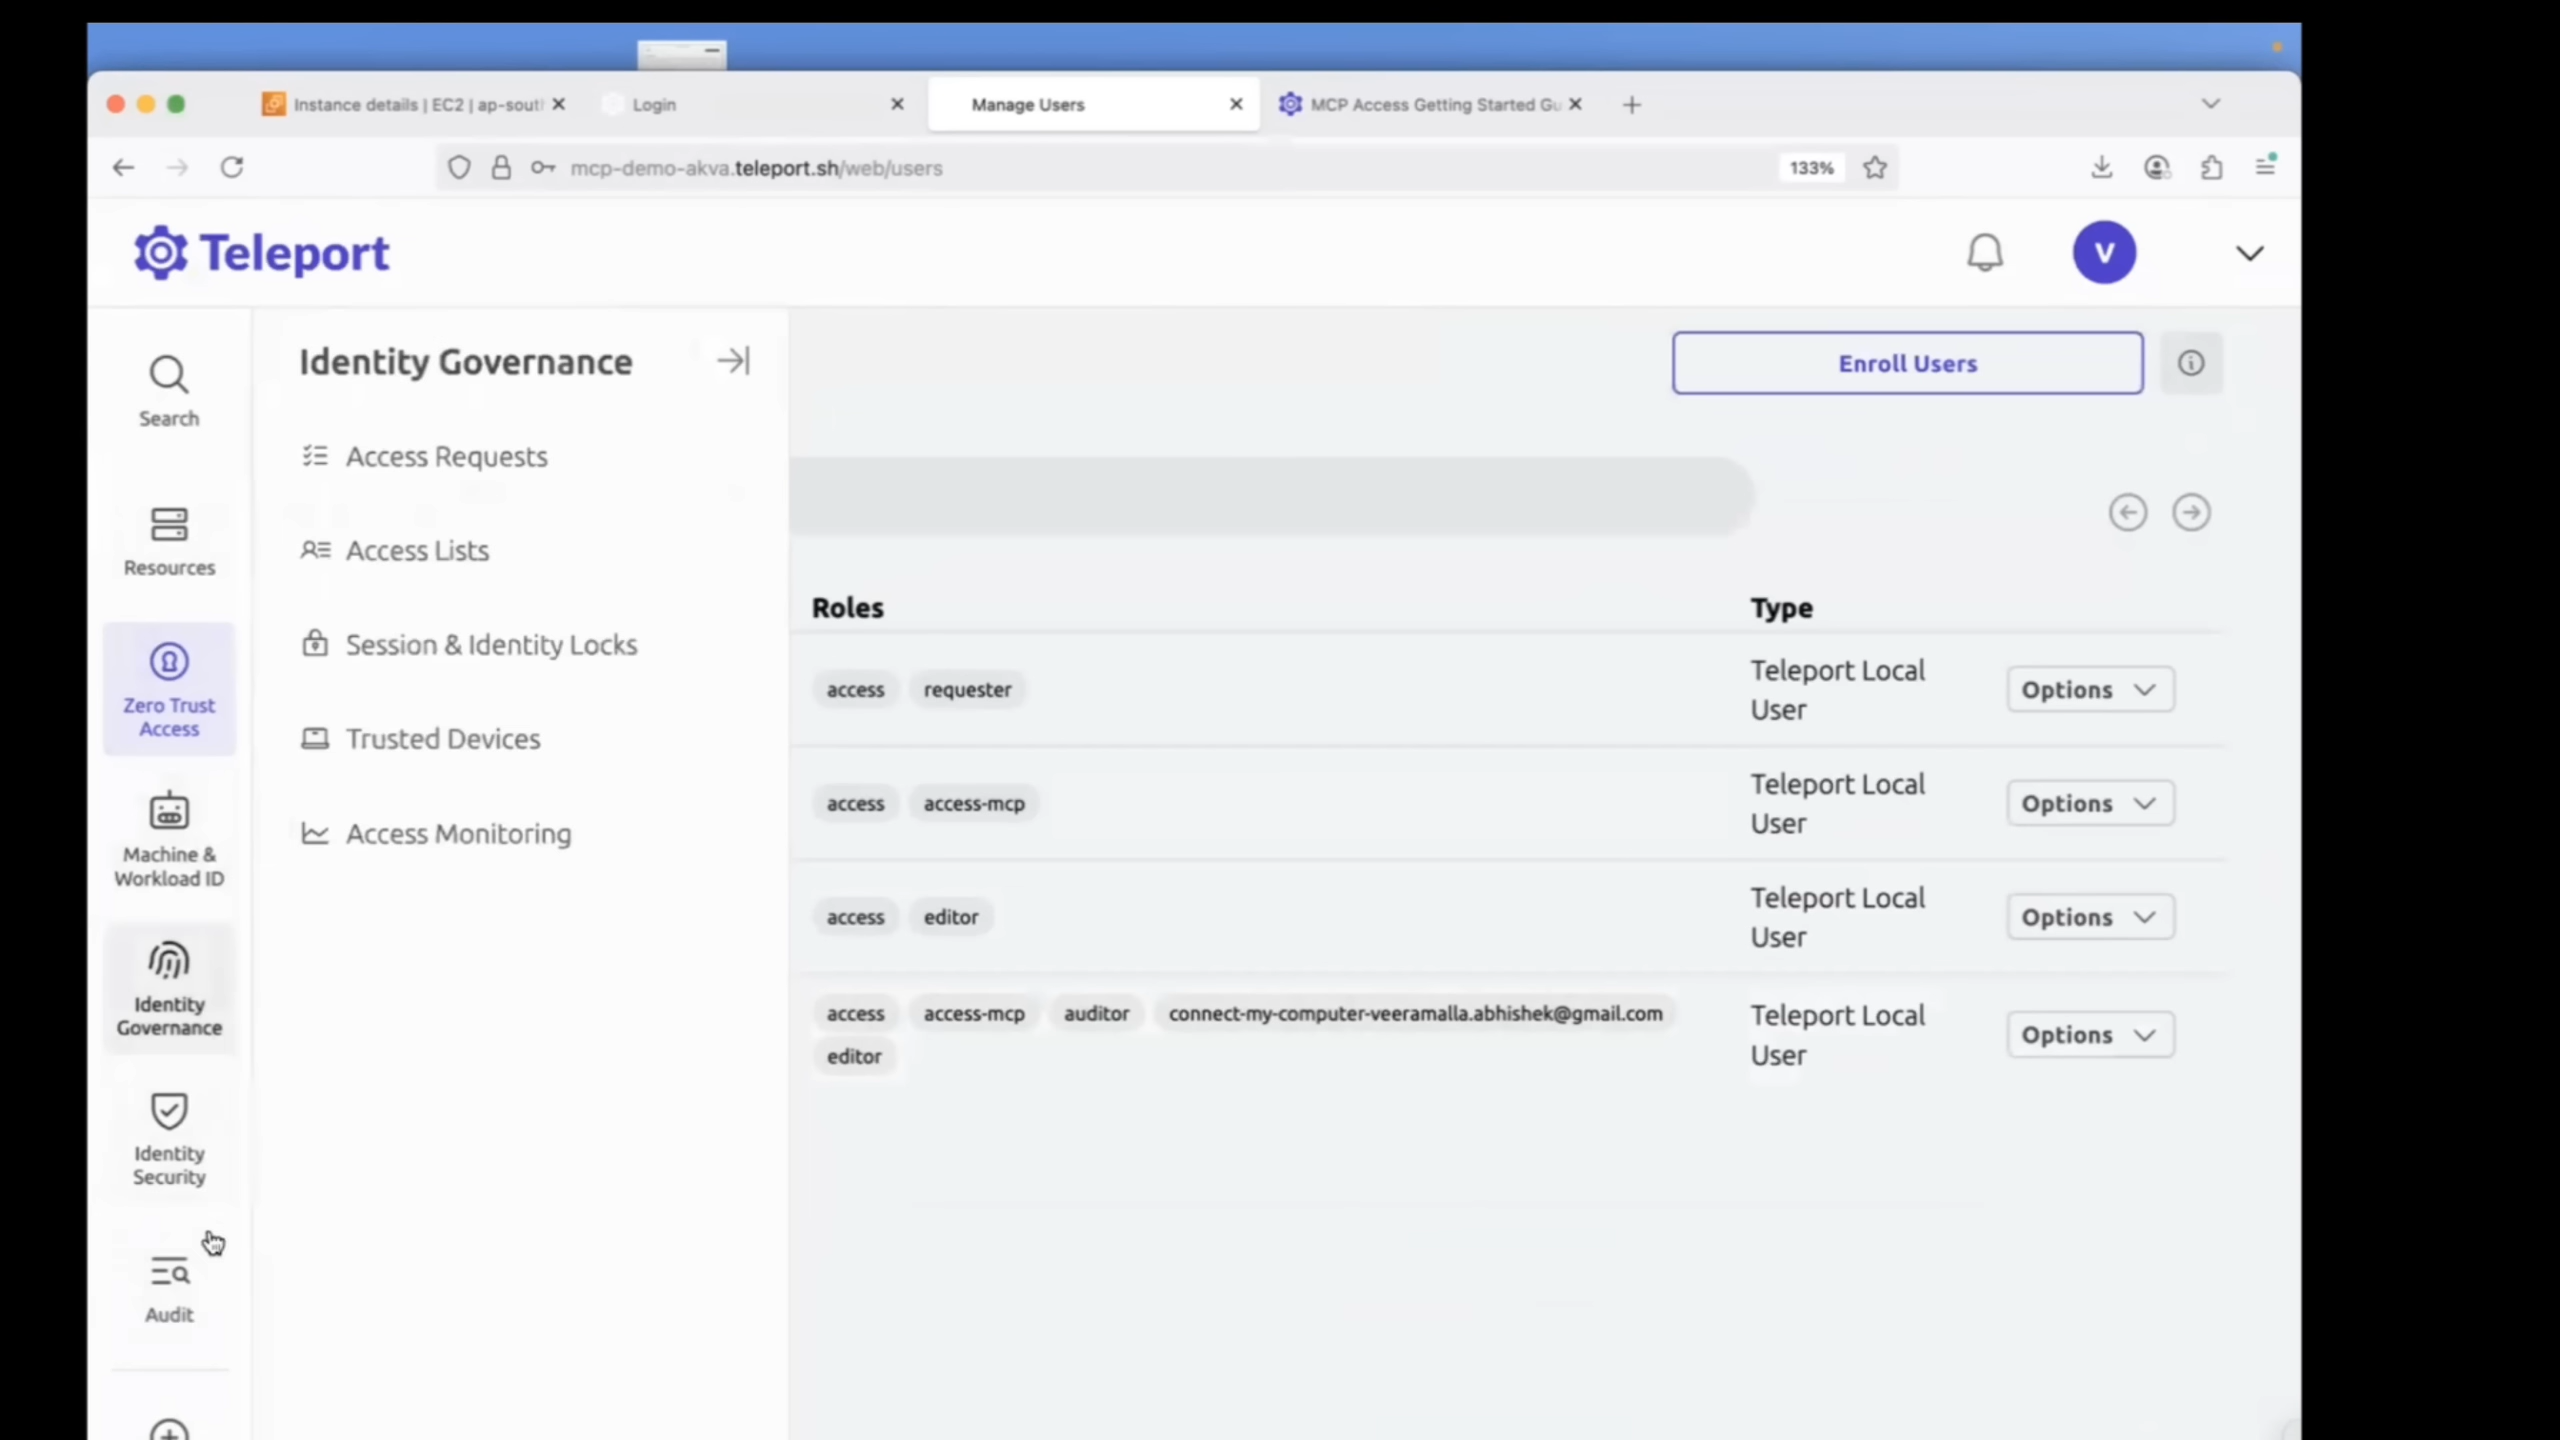 Instance details | EC2 | ap-sout
Login
Manage Users
MCP Access Getting Started Gu
mcp-demo-akva.teleport.sh/web/users
133%
Teleport
V
Search
Resources
Zero Trust
Access
Machine &
Workload ID
Identity
Governance
Identity
Security
Audit
Identity Governance
Access Requests
Access Lists
Session & Identity Locks
Trusted Devices
Access Monitoring
Enroll Users
Roles Type
access requester Teleport Local
User Options
access access-mcp Teleport Local
User Options
access editor Teleport Local
User Options
access access-mcp auditor connect-my-computer-veeramalla.abhishek@gmail.com Teleport Local
editor User Options